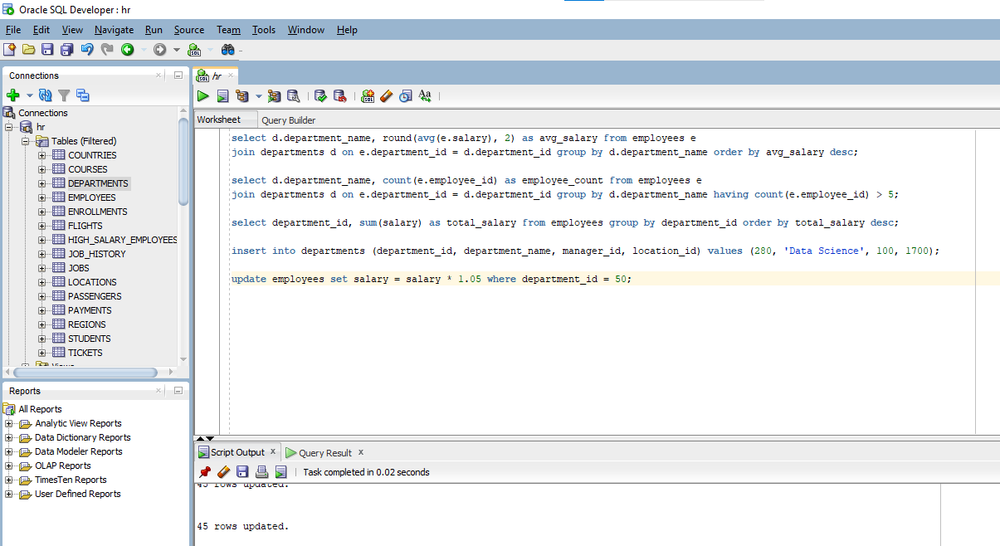 Oracle SQL Developer : hr
File Edit View Navigate Run Source Team Tools Window Help
Connections
Connections
hr
Tables (Filtered)
COUNTRIES
COURSES
DEPARTMENTS
EMPLOYEES
ENROLLMENTS
FLIGHTS
HIGH_SALARY_EMPLOYEES
JOB_HISTORY
JOBS
LOCATIONS
PASSENGERS
PAYMENTS
REGIONS
STUDENTS
TICKETS
Views
Reports
All Reports
Analytic View Reports
Data Dictionary Reports
Data Modeler Reports
OLAP Reports
TimesTen Reports
User Defined Reports
hr
Worksheet Query Builder
select d.department_name, round(avg(e.salary), 2) as avg_salary from employees e
join departments d on e.department_id = d.department_id group by d.department_name order by avg_salary desc;
select d.department_name, count(e.employee_id) as employee_count from employees e
join departments d on e.department_id = d.department_id group by d.department_name having count(e.employee_id) > 5;
select department_id, sum(salary) as total_salary from employees group by department_id order by total_salary desc;
insert into departments (department_id, department_name, manager_id, location_id) values (280, 'Data Science', 100, 1700);
update employees set salary = salary * 1.05 where department_id = 50;
Script Output Query Result
Task completed in 0.02 seconds
45 rows updated.
45 rows updated.